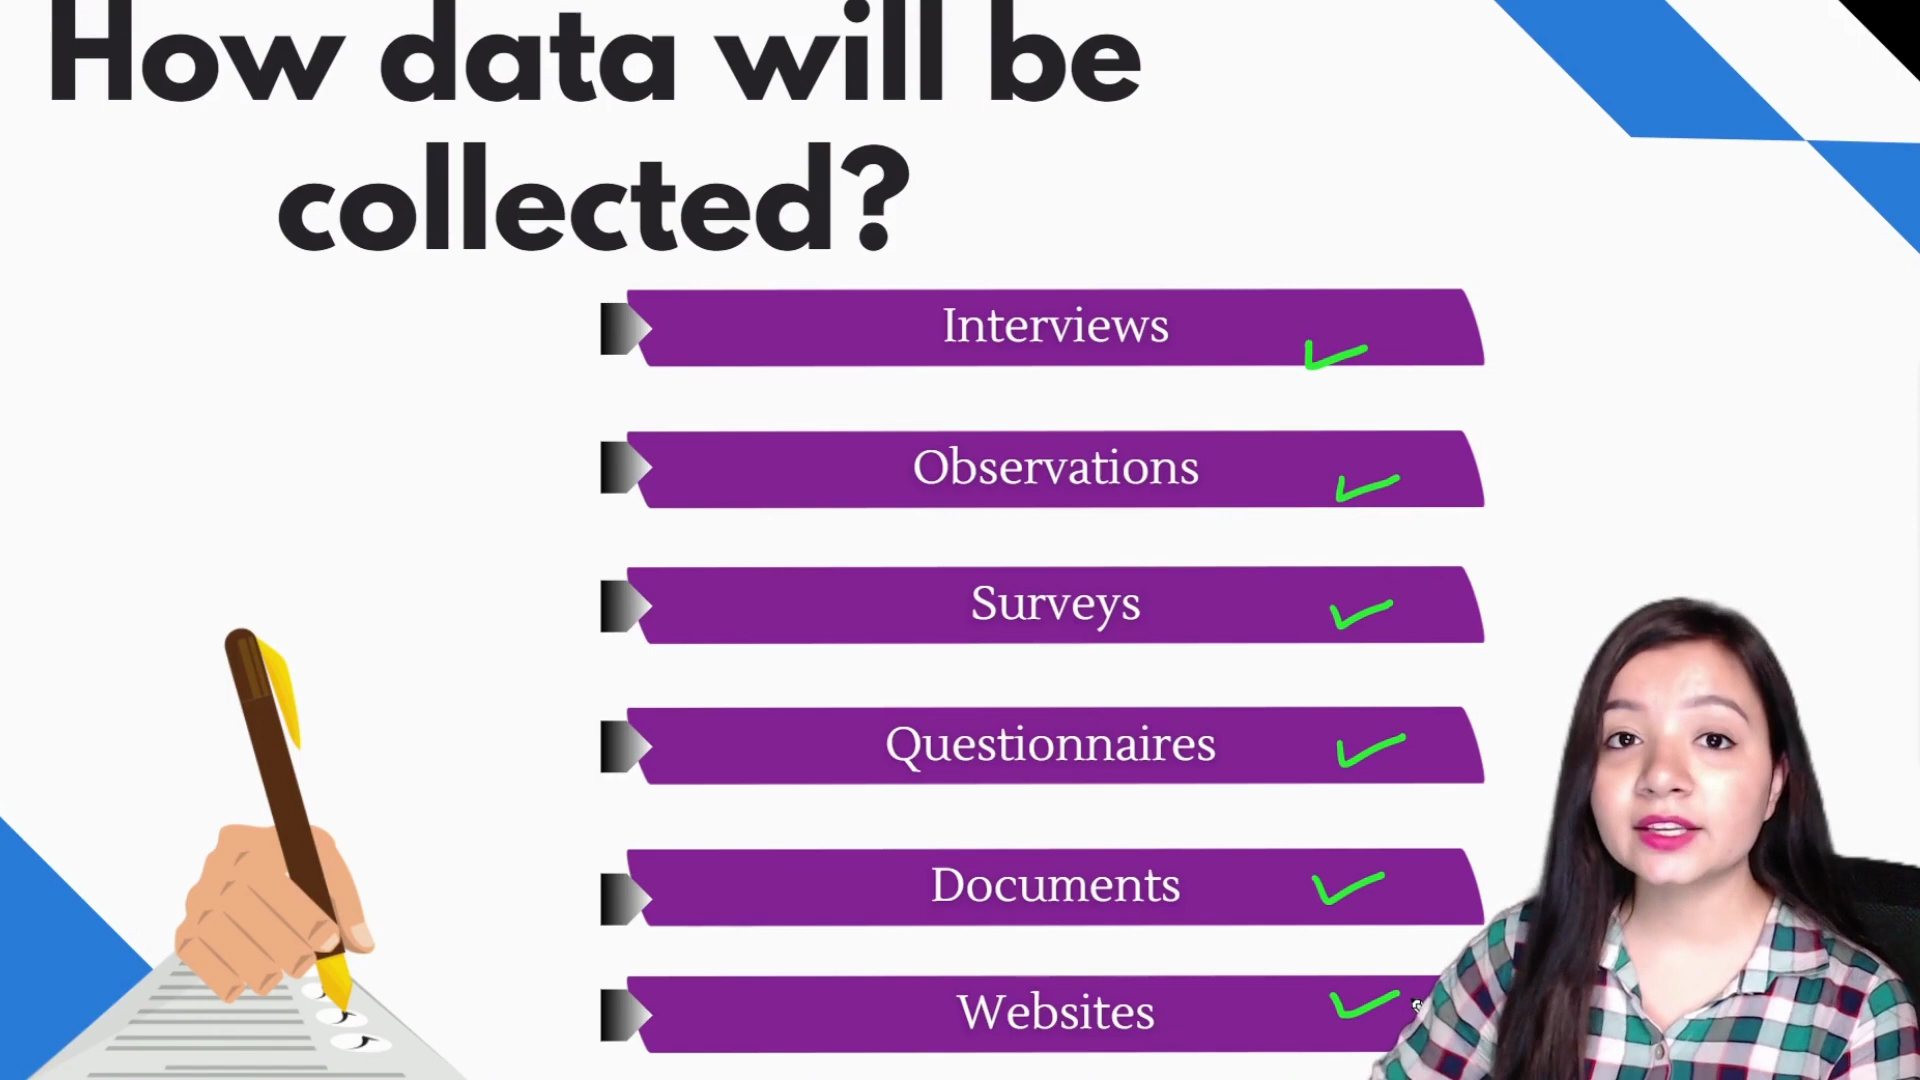 How data will be
collected?
Interviews
Observations
Surveys
Questionnaires
Documents
Websites